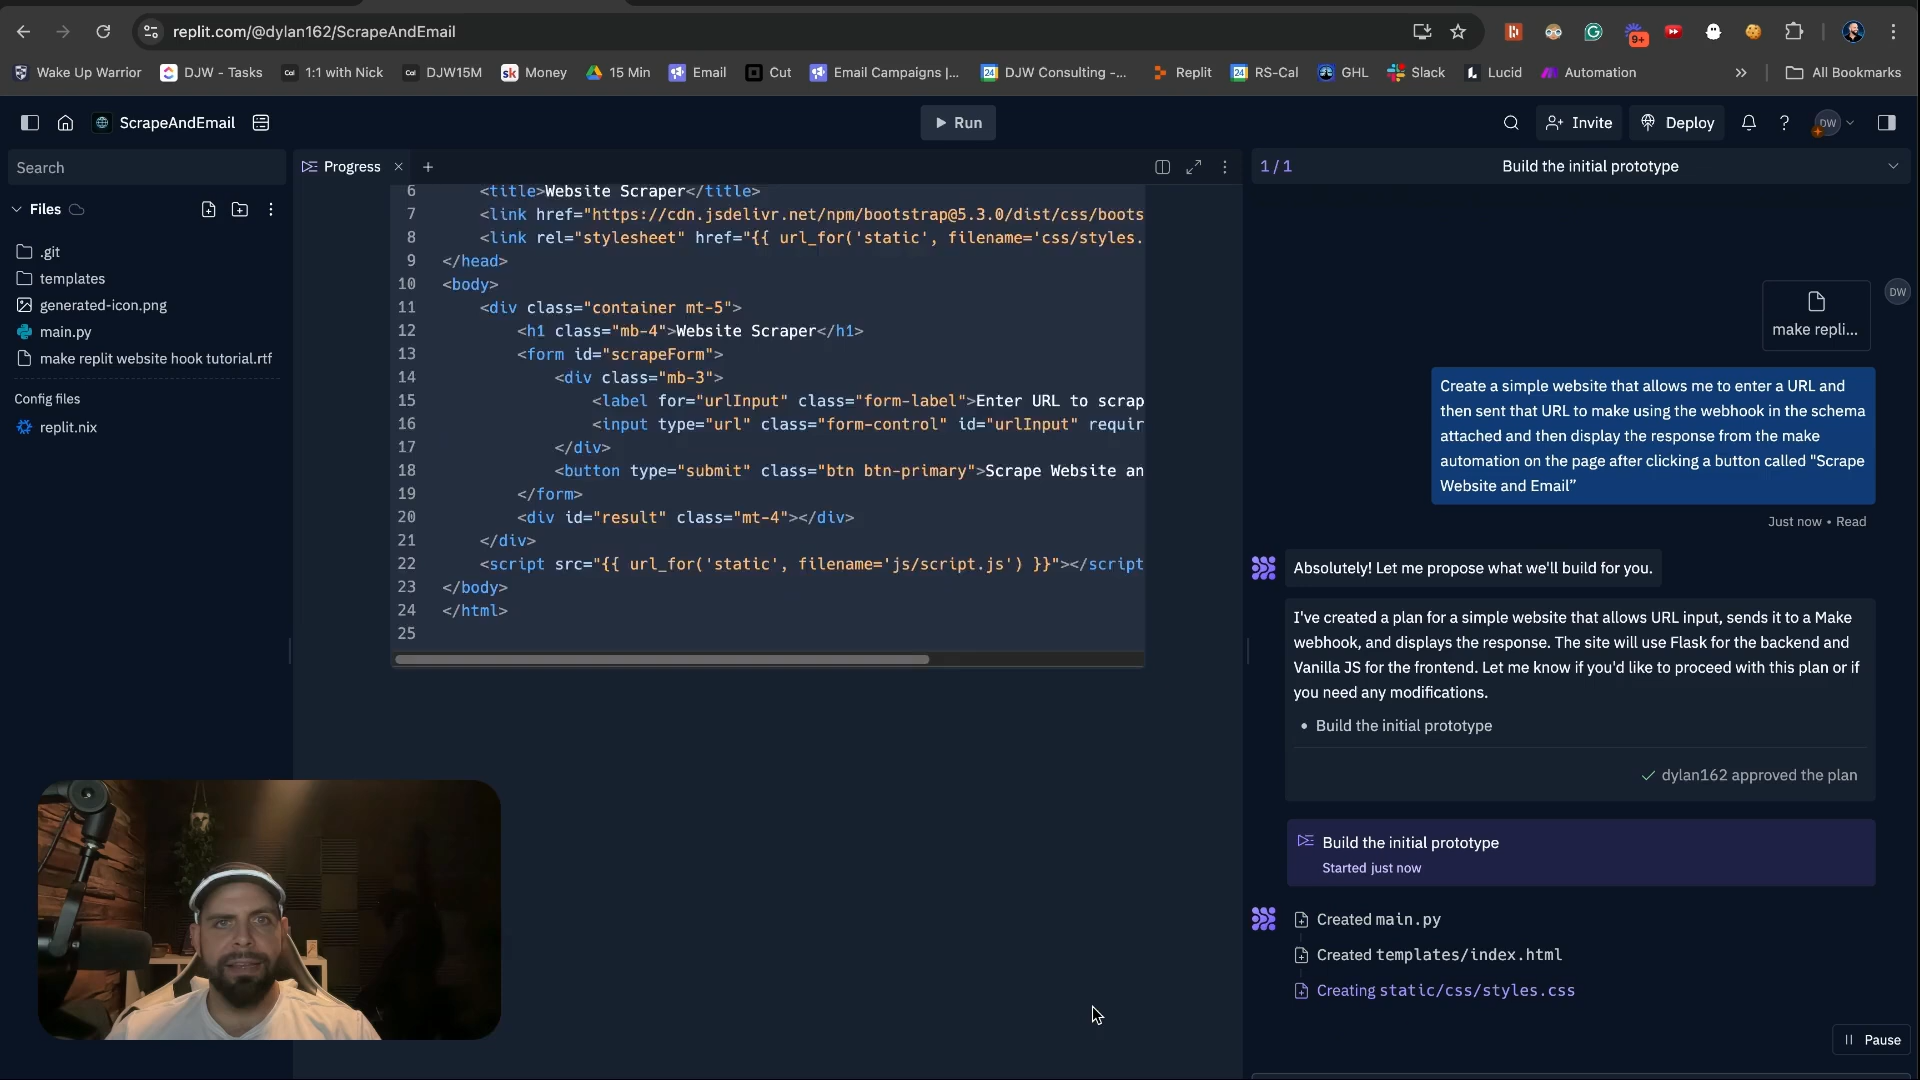 replit.com/@dylan162/ScrapeAndEmail
9+
Wake Up Warrior
DJW - Tasks
Cal 1:1 with Nick
Cal DJW15M
sk Money
15 Min
Email
Cut
Email Campaigns |...
24 DJW Consulting -...
Replit
24 RS-Cal
GHL
Slack
Lucid
Automation
All Bookmarks
ScrapeAndEmail
Run
Invite
Deploy
DW
Search
Files
.git
templates
generated-icon.png
main.py
make replit website hook tutorial.rtf
Config files
replit.nix
Progress
6 <title>Website Scraper</title>
7 <link href="https://cdn.jsdelivr.net/npm/bootstrap@5.3.0/dist/css/boots
8 <link rel="stylesheet" href="{{ url_for('static', filename='css/styles.
9 </head>
10 <body>
11 <div class="container mt-5">
12 <h1 class="mb-4">Website Scraper</h1>
13 <form id="scrapeForm">
14 <div class="mb-3">
15 <label for="urlInput" class="form-label">Enter URL to scrap
16 <input type="url" class="form-control" id="urlInput" requir
17 </div>
18 <button type="submit" class="btn btn-primary">Scrape Website an
19 </form>
20 <div id="result" class="mt-4"></div>
21 </div>
22 <script src="{{ url_for('static', filename='js/script.js') }}"></script
23 </body>
24 </html>
25
1 / 1
Build the initial prototype
DW
make repli...
Create a simple website that allows me to enter a URL and
then sent that URL to make using the webhook in the schema
attached and then display the response from the make
automation on the page after clicking a button called "Scrape
Website and Email”
Just now • Read
Absolutely! Let me propose what we'll build for you.
I've created a plan for a simple website that allows URL input, sends it to a Make
webhook, and displays the response. The site will use Flask for the backend and
Vanilla JS for the frontend. Let me know if you'd like to proceed with this plan or if
you need any modifications.
• Build the initial prototype
dylan162 approved the plan
Build the initial prototype
Started just now
Created main.py
Created templates/index.html
Creating static/css/styles.css
Pause